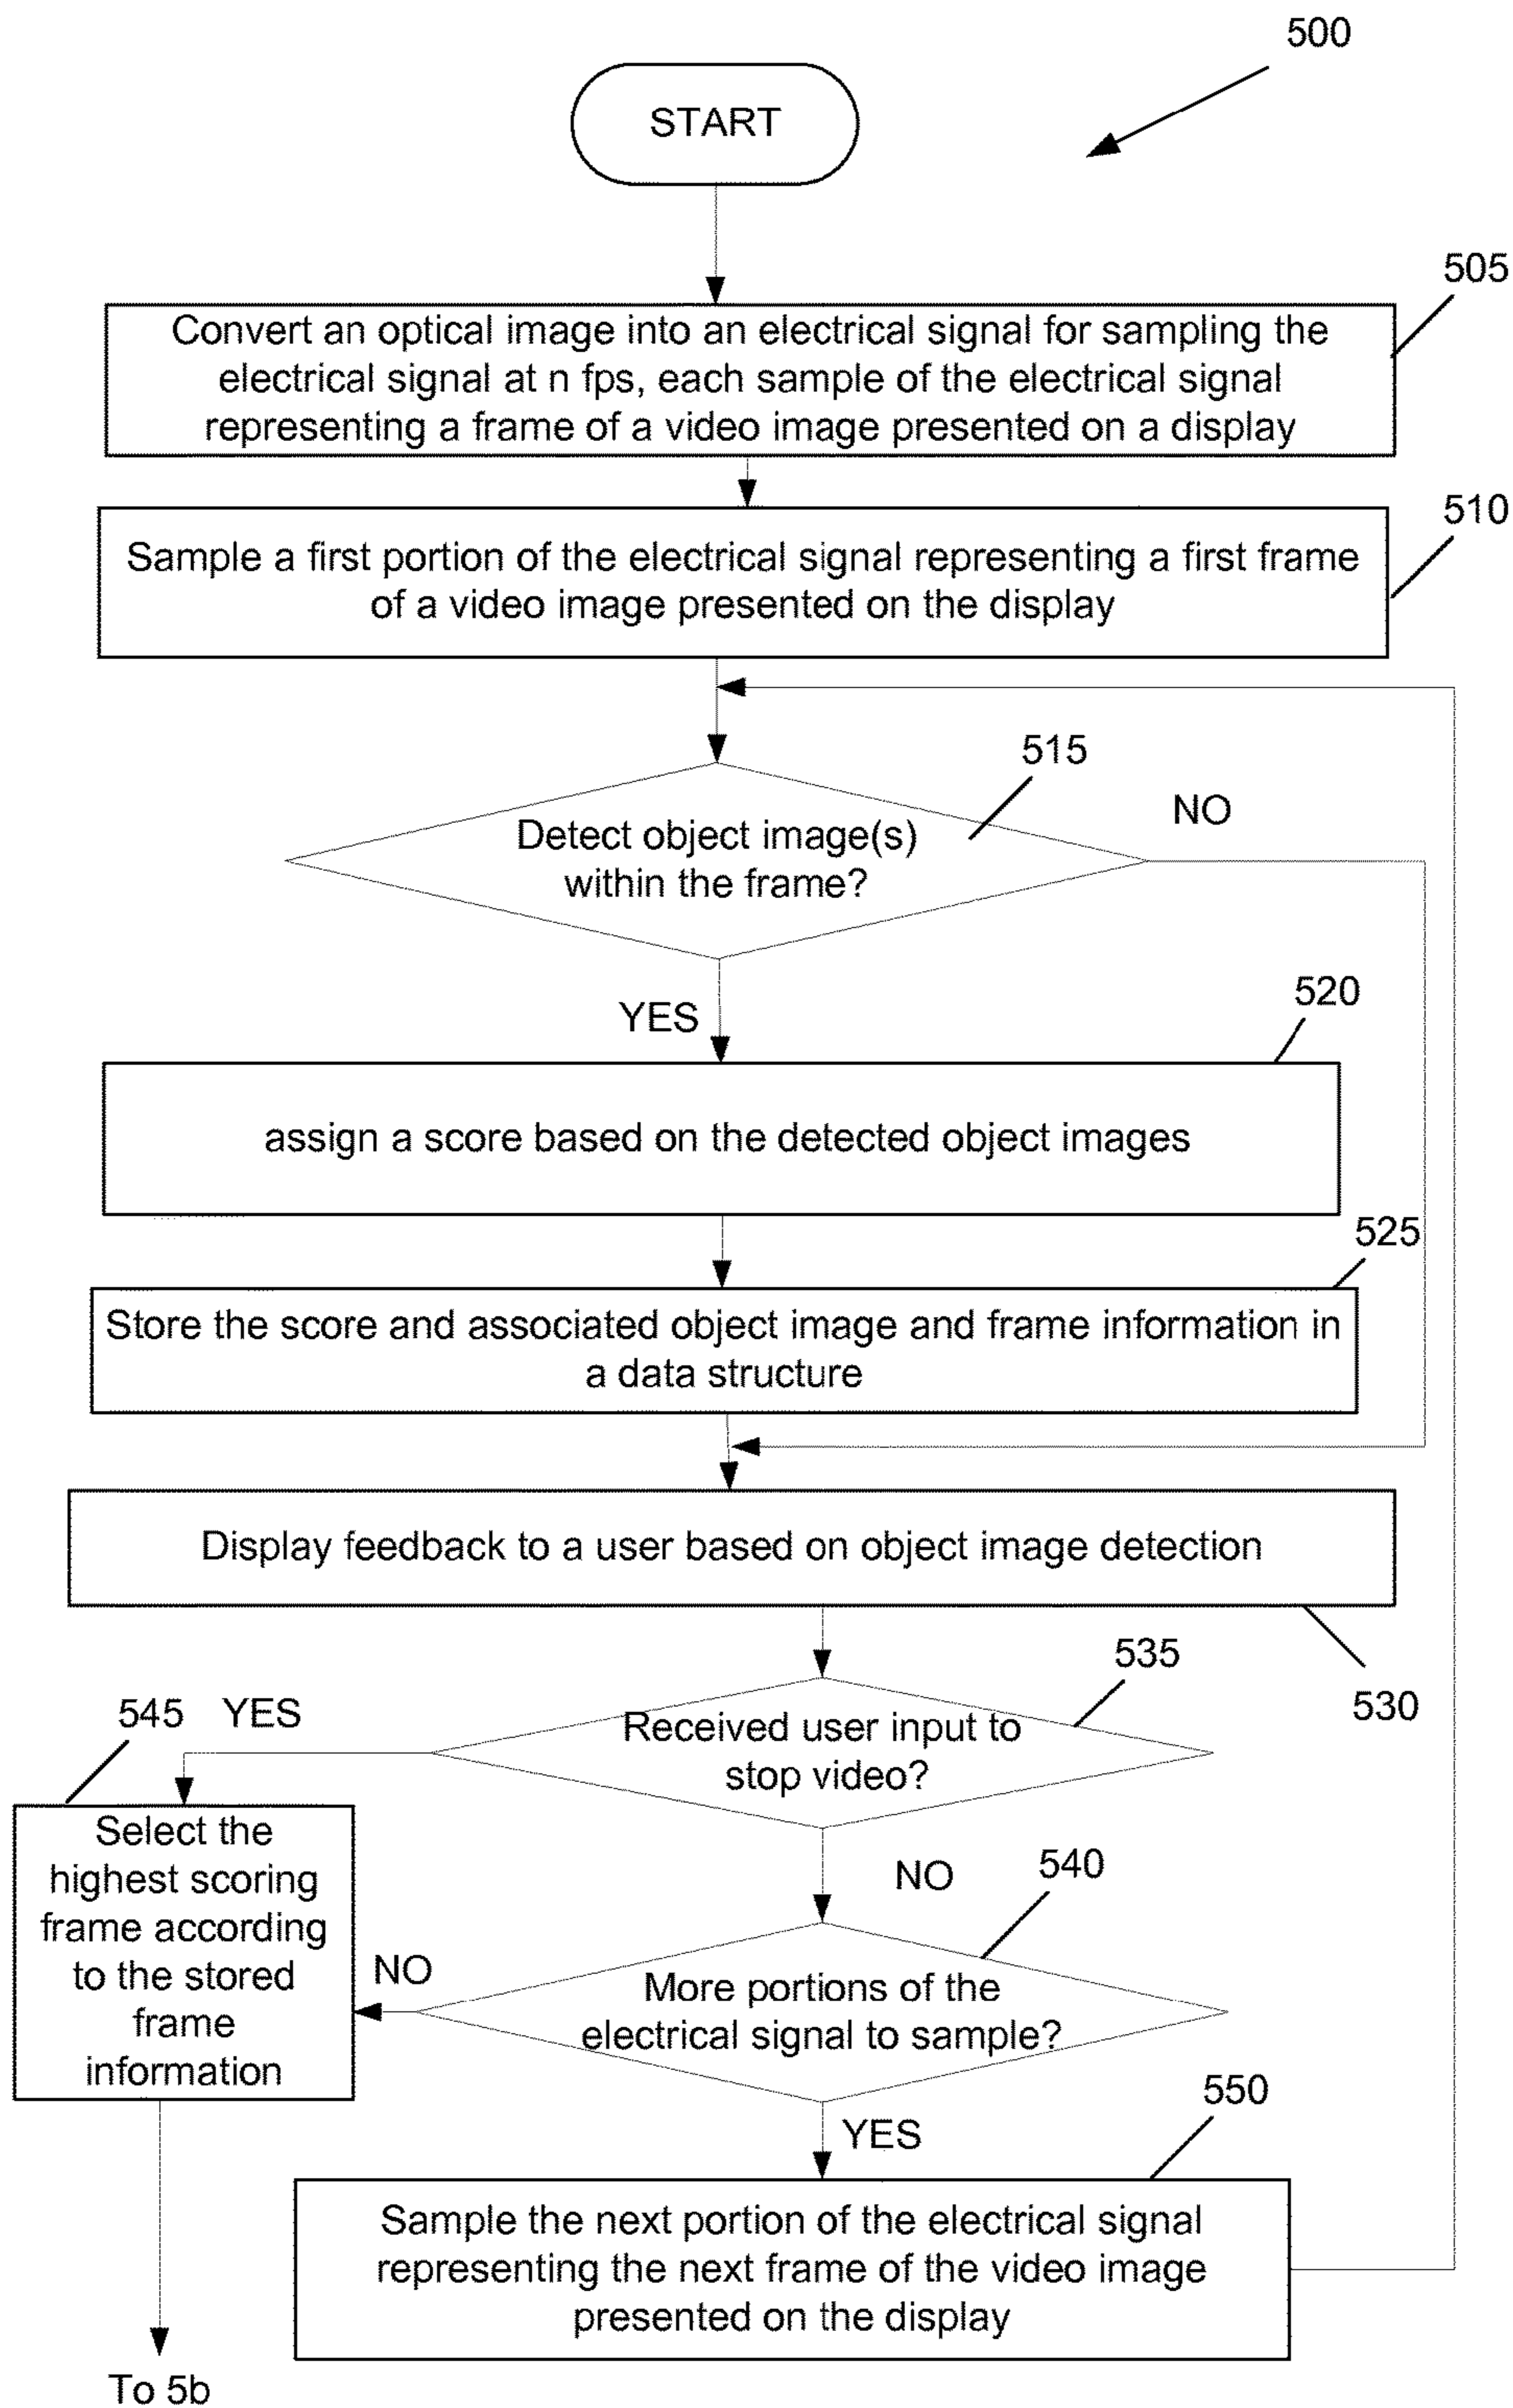 500
START
505
Convert an optical image into an electrical signal for sampling the
electrical signal at n fps, each sample of the electrical signal
representing a frame of a video image presented on a display
510
Sample a first portion of the electrical signal representing a first frame
of a video image presented on the display
515
NO
Detect object image(s)
within the frame?
YES
520
assign a score based on the detected object images
525
Store the score and associated object image and frame information in
a data structure
Display feedback to a user based on object image detection
530
535
545
YES
Received user input to
stop video?
Select the
highest scoring
frame according
to the stored
frame
information
NO
540
NO
More portions of the
electrical signal to sample?
YES
550
Sample the next portion of the electrical signal
representing the next frame of the video image
presented on the display
To 5b